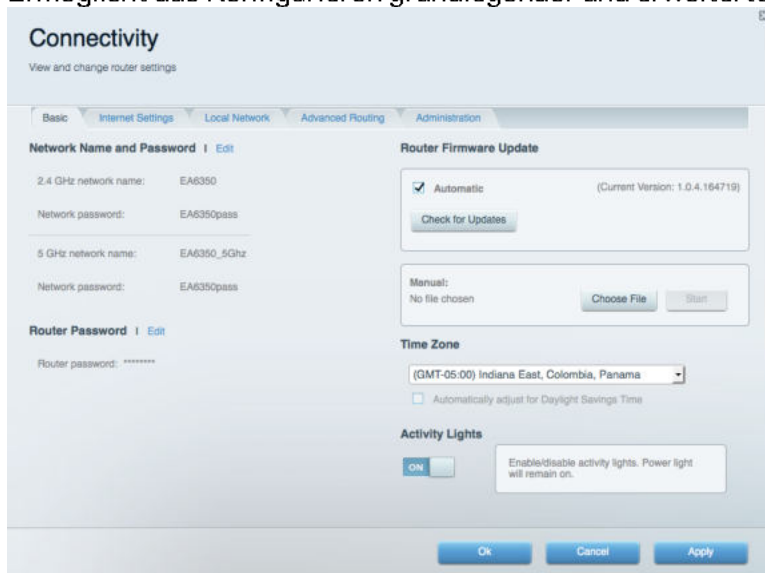 Connectivity
View and change router settings
Basic
Internet Settings
Local Network
Advanced Routing
Administration
Network Name and Password | Edit
2.4 GHz network name: EA6350
Network password: EA6350pass
5 GHz network name: EA6350_5Ghz
Network password: EA6350pass
Router Password | Edit
Router password: ********
Router Firmware Update
Automatic
(Current Version: 1.0.4.164719)
Check for Updates
Manual:
No file chosen
Choose File
Start
Time Zone
(GMT-05:00) Indiana East, Colombia, Panama
Automatically adjust for Daylight Savings Time
Activity Lights
ON
Enable/disable activity lights. Power light
will remain on.
Ok
Cancel
Apply